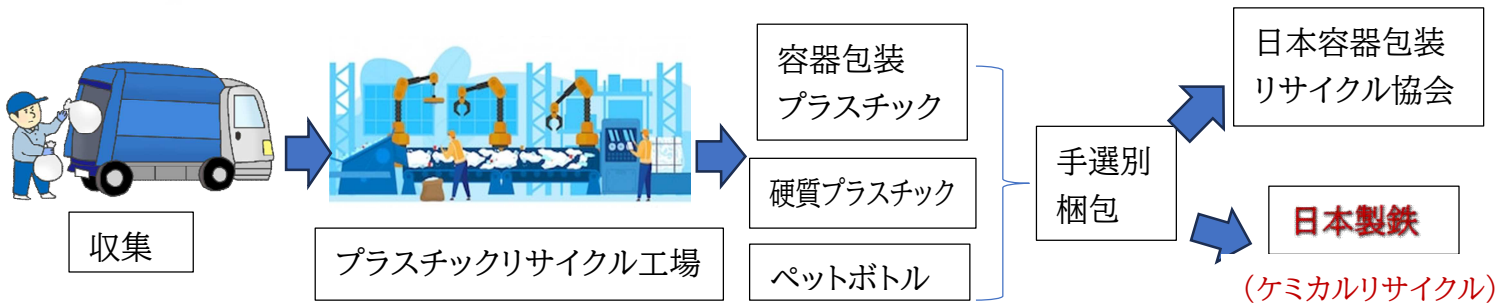 収集
プラスチックリサイクル工場
容器包装
プラスチック
硬質プラスチック
ペットボトル
手選別
梱包
日本容器包装
リサイクル協会
日本製鉄
（ケミカルリサイクル）